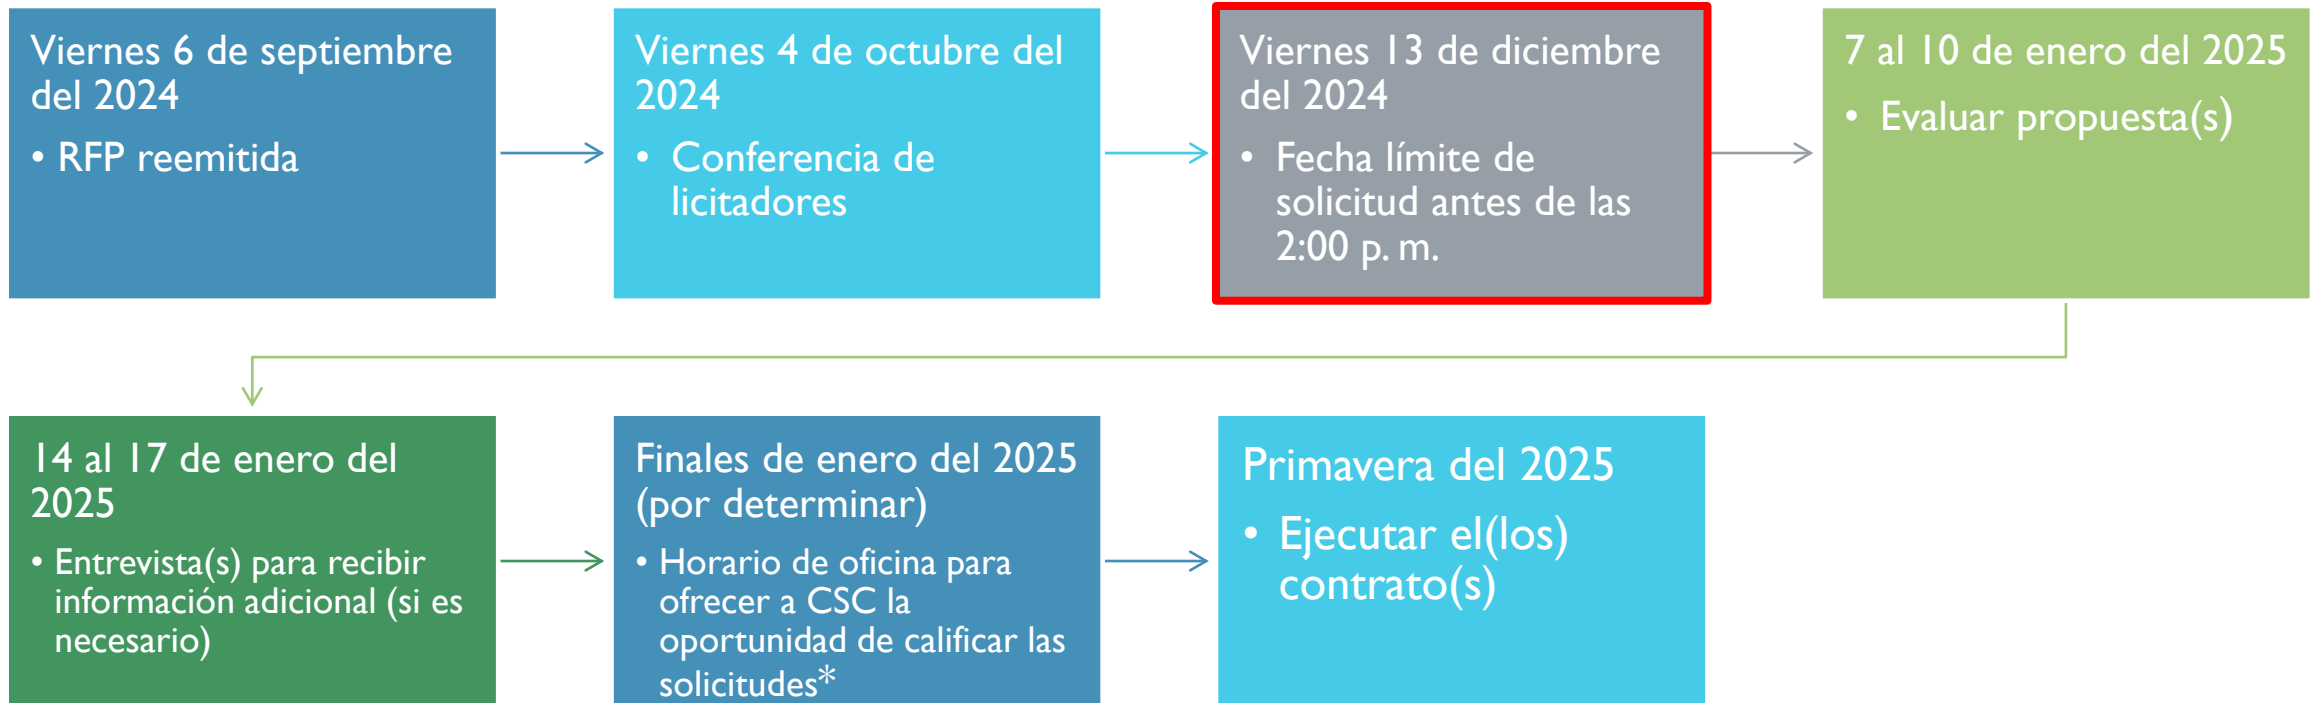 Viernes 6 de septiembre
del 2024
• RFP reemitida
Viernes 4 de octubre del
2024
• Conferencia de
licitadores
Viernes 13 de diciembre
del 2024
• Fecha límite de
solicitud antes de las
2:00 p. m.
7 al 10 de enero del 2025
• Evaluar propuesta(s)
14 al 17 de enero del
2025
• Entrevista(s) para recibir
información adicional (si es
necesario)
Finales de enero del 2025
(por determinar)
• Horario de oficina para
ofrecer a CSC la
oportunidad de calificar las
solicitudes*
Primavera del 2025
• Ejecutar el(los)
contrato(s)